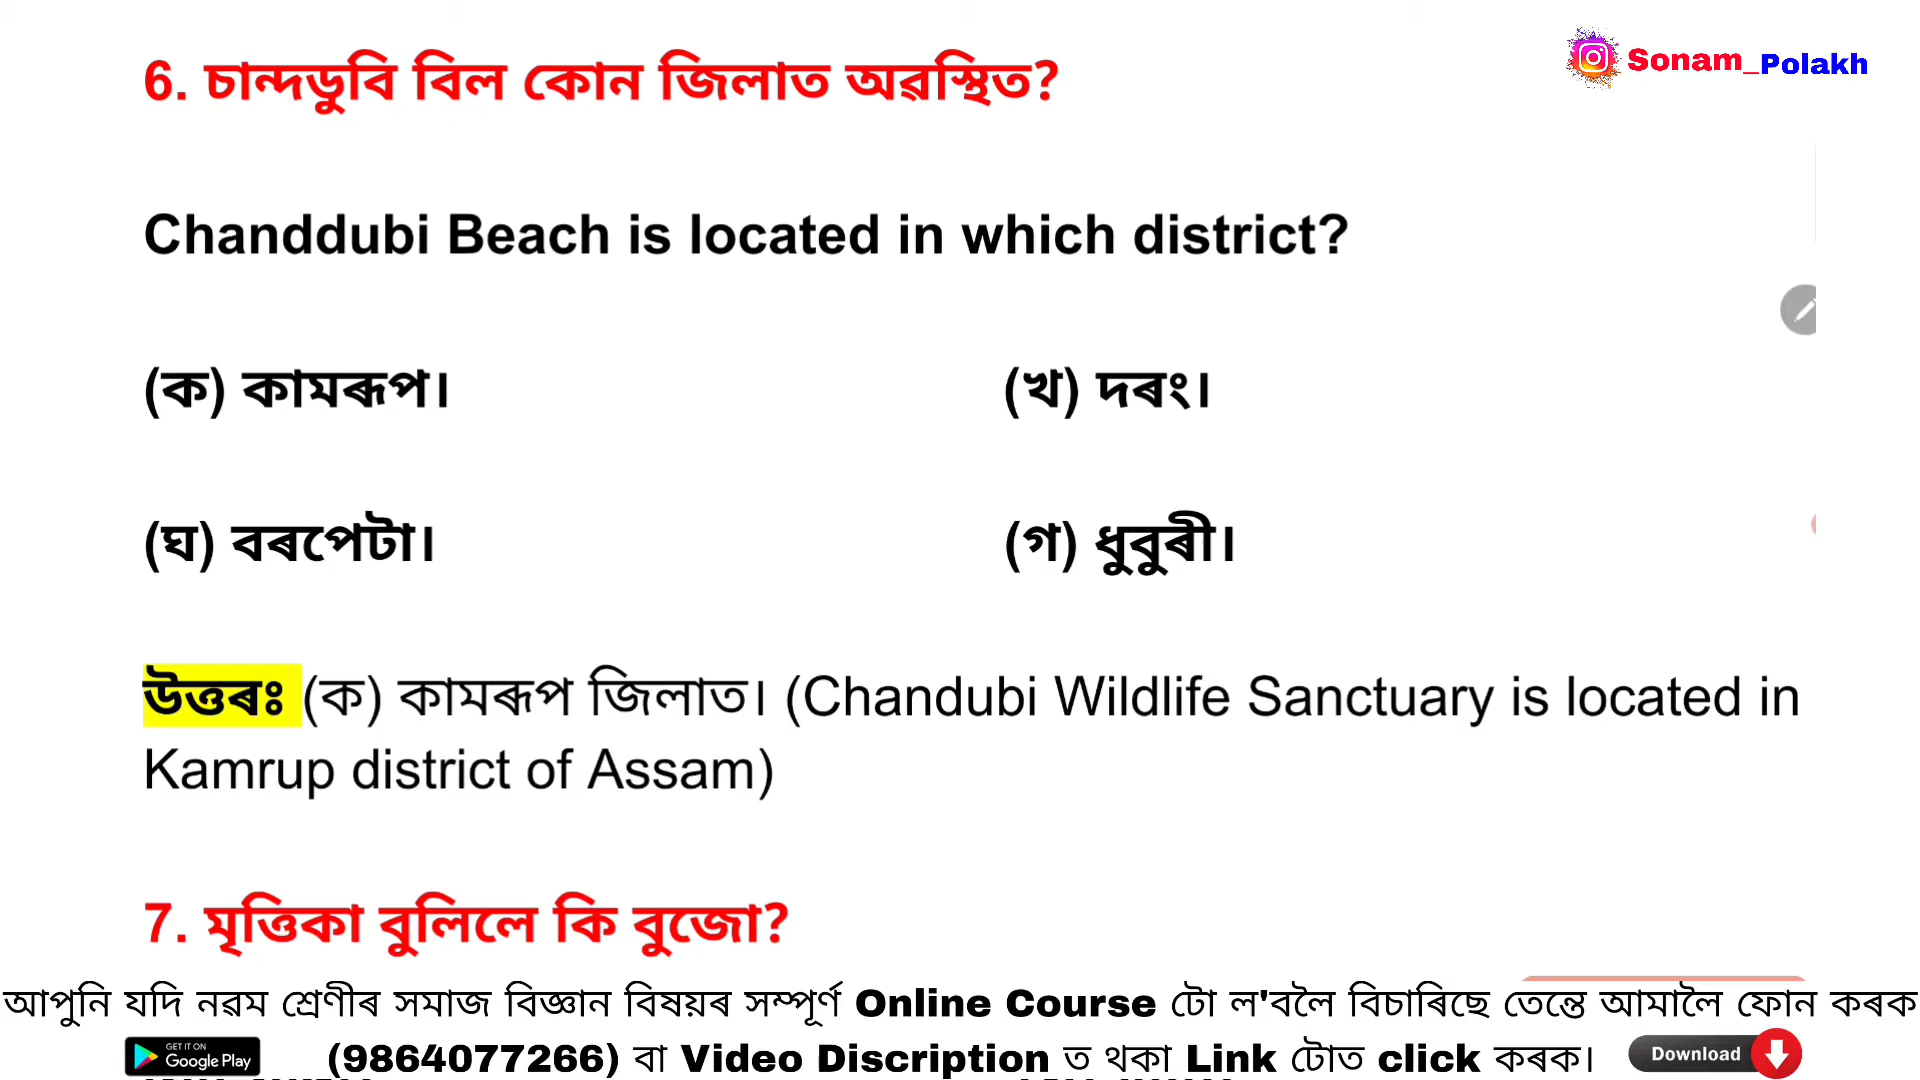 Sonam_Polakh
6. চান্দডুবি বিল কোন জিলাত অৱস্থিত?
Chanddubi Beach is located in which district?
(ক) কামৰূপ। (খ) দৰং।
(ঘ) বৰপেটা। (গ) ধুবুৰী।
উত্তৰঃ (ক) কামৰূপ জিলাত। (Chandubi Wildlife Sanctuary is located in
Kamrup district of Assam)
7. মৃত্তিকা বুলিলে কি বুজো?
আপুনি যদি নৱম শ্ৰেণীৰ সমাজ বিজ্ঞান বিষয়ৰ সম্পূৰ্ণ Online Course টো ল'বলৈ বিচাৰিছে তেন্তে আমালৈ ফোন কৰক
GET IT ON
Google Play
(9864077266) বা Video Discription ত থকা Link টোত click কৰক।
Download